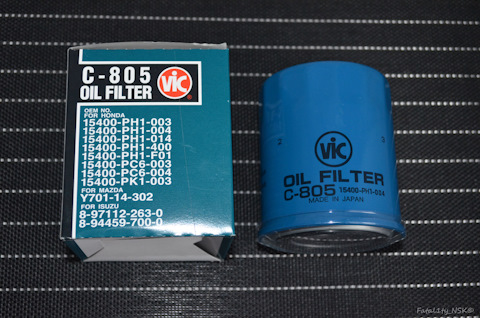 C-805
OIL FILTER
VIC
OEM NO.
FOR HONDA
15400-PH1-003
15400-PH1-004
15400-PH1-014
15400-PH1-400
15400-PH1-F01
15400-PC6-003
15400-PC6-004
15400-PK1-003
FOR MAZDA
Y701-14-302
FOR ISUZU
8-97112-263-0
8-94459-700-0
2
3
VIC
OIL FILTER
C-805 15400-PH1-004
MADE IN JAPAN
Fatal1ty_NSK®